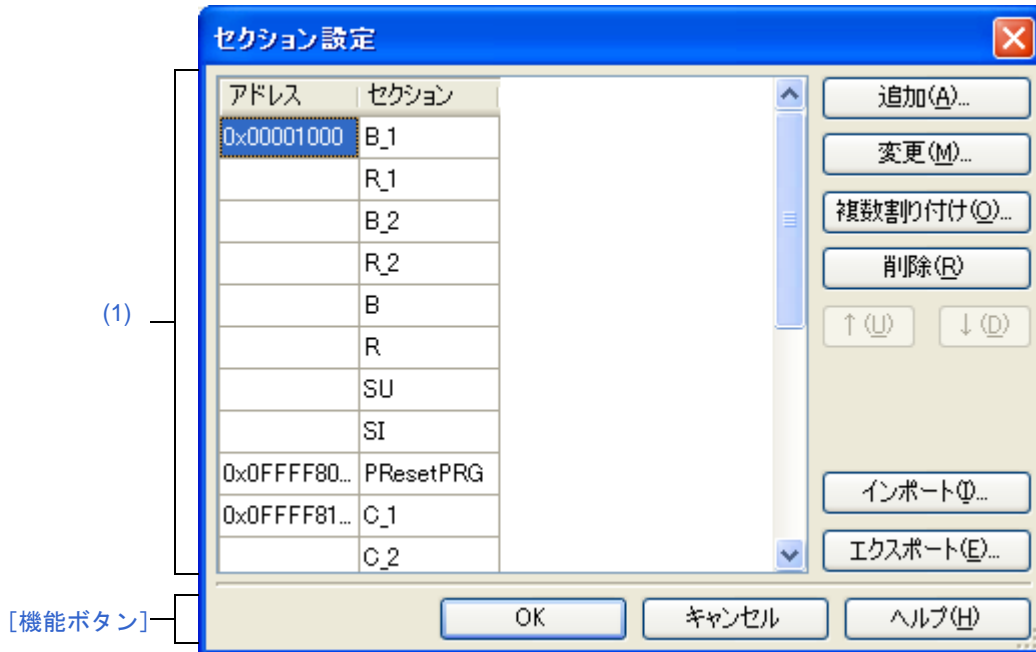 セクション設定
アドレス セクション
0x00001000 B_1
R_1
B_2
R_2
B
R
SU
SI
0x0FFFF80... PResetPRG
0x0FFFF81... C_1
C_2
追加(A)...
変更(M)...
複数割り付け(O)...
削除(R)
↑(U) ↓(D)
インポート(I)...
エクスポート(E)...
(1)
[機能ボタン]
OK キャンセル ヘルプ(H)